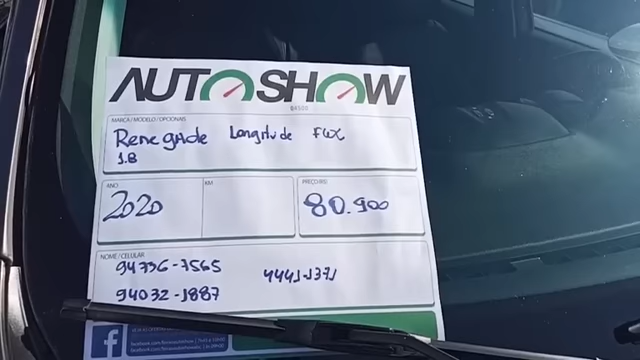 AUTOSHOW
MARCA / MODELO / OPCIONAIS
Renegade Longitude Flex
1.8
ANO KM PREÇO (R$)
2020 80.900
NOME / CELULAR
94736-7565 4441-1371
94032-1887